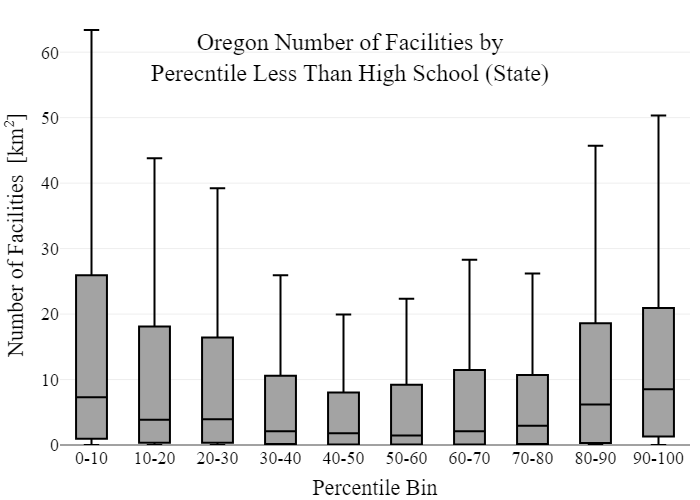 Oregon Number of Facilities by
Perecntile Less Than High School (State)
Number of Facilities [km²]
60
50
40
30
20
10
0
0-10 10-20 20-30 30-40 40-50 50-60 60-70 70-80 80-90 90-100
Percentile Bin